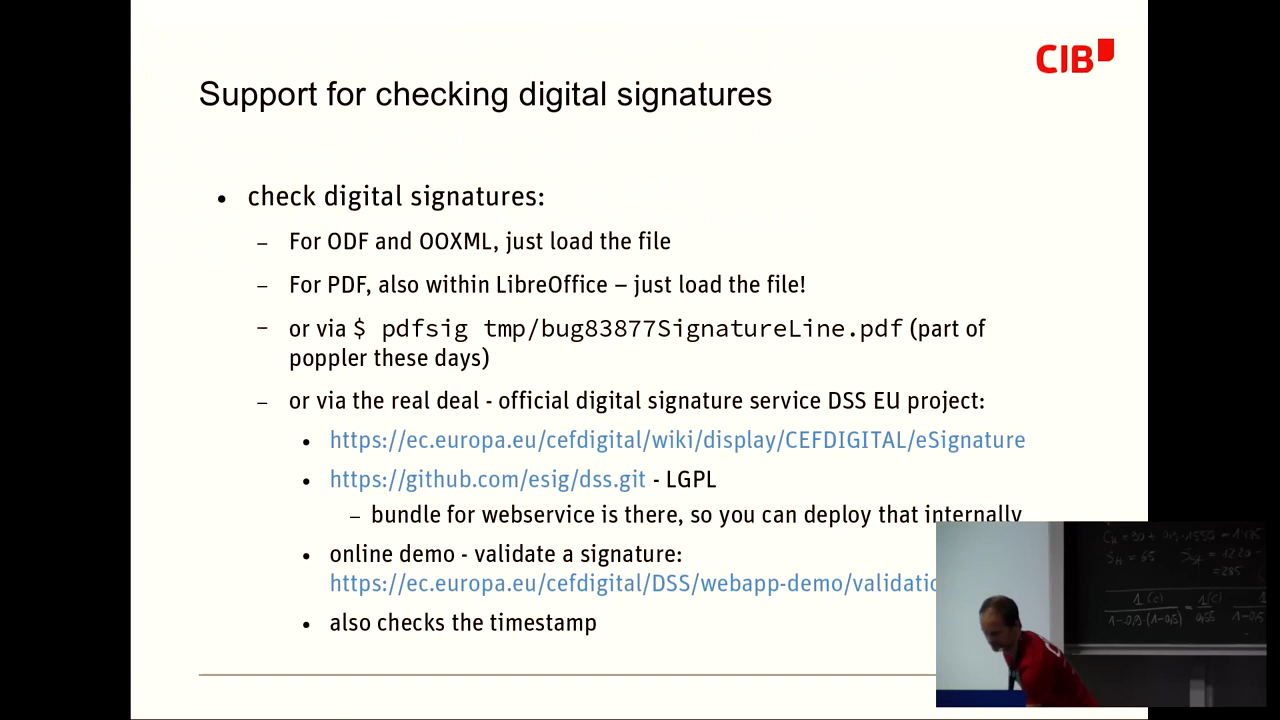 CIB
Support for checking digital signatures
• check digital signatures:
– For ODF and OOXML, just load the file
– For PDF, also within LibreOffice – just load the file!
– or via $ pdfsig tmp/bug83877SignatureLine.pdf (part of
poppler these days)
– or via the real deal - official digital signature service DSS EU project:
• https://ec.europa.eu/cefdigital/wiki/display/CEFDIGITAL/eSignature
• https://github.com/esig/dss.git - LGPL
– bundle for webservice is there, so you can deploy that internally
• online demo - validate a signature:
https://ec.europa.eu/cefdigital/DSS/webapp-demo/validatio
• also checks the timestamp